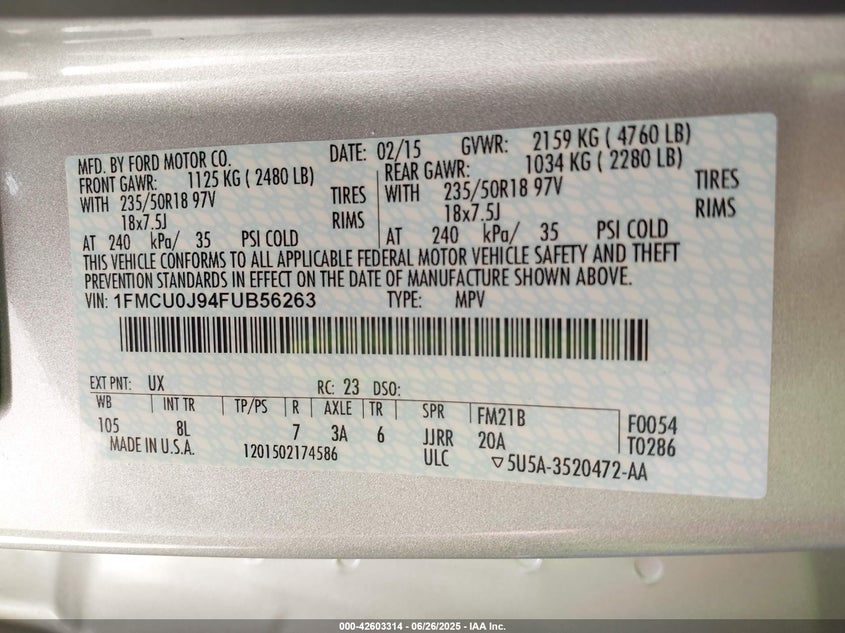 MFD. BY FORD MOTOR CO. DATE: 02/15 GVWR: 2159 KG ( 4760 LB)
FRONT GAWR: 1125 KG ( 2480 LB) REAR GAWR: 1034 KG ( 2280 LB)
WITH 235/50R18 97V TIRES WITH 235/50R18 97V TIRES
18x7.5J RIMS 18x7.5J RIMS
AT 240 kPa/ 35 PSI COLD AT 240 kPa/ 35 PSI COLD
THIS VEHICLE CONFORMS TO ALL APPLICABLE FEDERAL MOTOR VEHICLE SAFETY AND THEFT
PREVENTION STANDARDS IN EFFECT ON THE DATE OF MANUFACTURE SHOWN ABOVE.
VIN: 1FMCU0J94FUB56263 TYPE: MPV
EXT PNT: UX RC: 23 DSO:
WB INT TR TP/PS R AXLE TR SPR FM21B F0054
105 8L 7 3A 6 JJRR 20A T0286
MADE IN U.S.A. 1201502174586 ULC ▽5U5A-3520472-AA
000-42603314 - 06/26/2025 - IAA Inc.